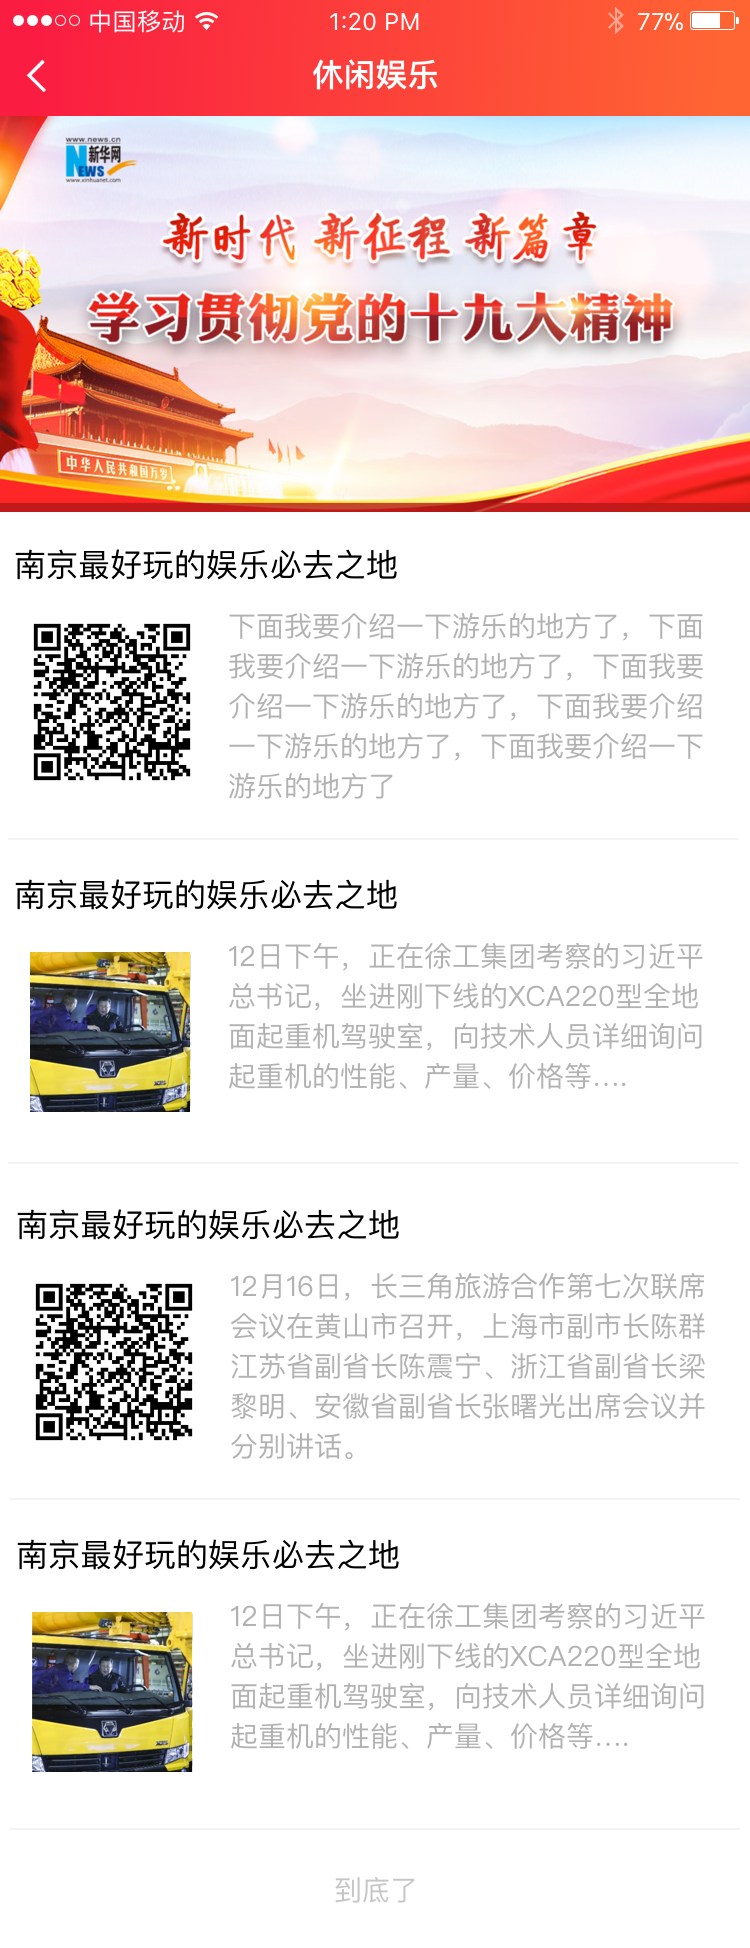 中国移动
1:20 PM
77%
休闲娱乐
www.news.cn
新华网
NEWS
www.xinhuanet.com
新时代 新征程 新篇章
学习贯彻党的十九大精神
中华人民共和国万岁
南京最好玩的娱乐必去之地
下面我要介绍一下游乐的地方了，下面
我要介绍一下游乐的地方了，下面我要
介绍一下游乐的地方了，下面我要介绍
一下游乐的地方了，下面我要介绍一下
游乐的地方了
南京最好玩的娱乐必去之地
12日下午，正在徐工集团考察的习近平
总书记，坐进刚下线的XCA220型全地
面起重机驾驶室，向技术人员详细询问
起重机的性能、产量、价格等....
南京最好玩的娱乐必去之地
12月16日，长三角旅游合作第七次联席
会议在黄山市召开，上海市副市长陈群
江苏省副省长陈震宁、浙江省副省长梁
黎明、安徽省副省长张曙光出席会议并
分别讲话。
南京最好玩的娱乐必去之地
12日下午，正在徐工集团考察的习近平
总书记，坐进刚下线的XCA220型全地
面起重机驾驶室，向技术人员详细询问
起重机的性能、产量、价格等....
到底了